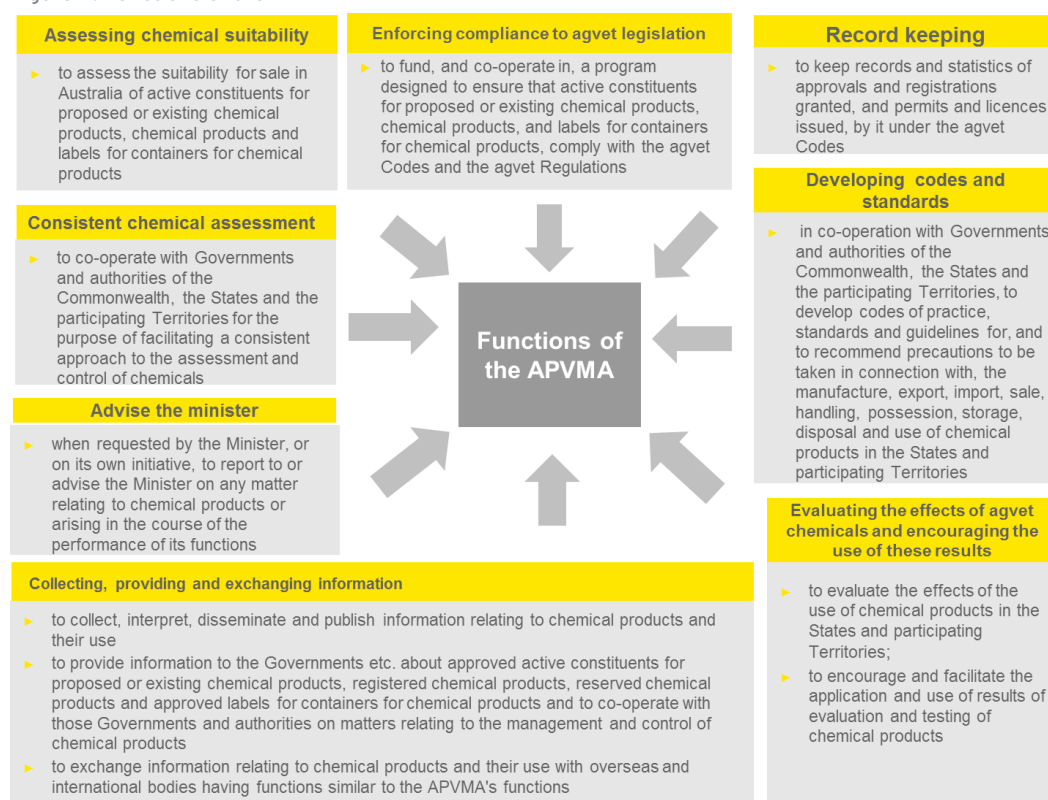 Assessing chemical suitability
► to assess the suitability for sale in
Australia of active constituents for
proposed or existing chemical
products, chemical products and
labels for containers for chemical
products
Enforcing compliance to agvet legislation
► to fund, and co-operate in, a program
designed to ensure that active constituents
for proposed or existing chemical products,
chemical products, and labels for containers
for chemical products, comply with the agvet
Codes and the agvet Regulations
Record keeping
► to keep records and statistics of
approvals and registrations
granted, and permits and licences
issued, by it under the agvet
Codes
Consistent chemical assessment
► to co-operate with Governments
and authorities of the
Commonwealth, the States and the
participating Territories for the
purpose of facilitating a consistent
approach to the assessment and
control of chemicals
Functions of
the APVMA
Developing codes and
standards
► in co-operation with Governments
and authorities of the
Commonwealth, the States and
the participating Territories, to
develop codes of practice,
standards and guidelines for, and
to recommend precautions to be
taken in connection with, the
manufacture, export, import, sale,
handling, possession, storage,
disposal and use of chemical
products in the States and
participating Territories
Advise the minister
► when requested by the Minister, or
on its own initiative, to report to or
advise the Minister on any matter
relating to chemical products or
arising in the course of the
performance of its functions
Evaluating the effects of agvet
chemicals and encouraging the
use of these results
► to evaluate the effects of the
use of chemical products in the
States and participating
Territories;
► to encourage and facilitate the
application and use of results of
evaluation and testing of
chemical products
Collecting, providing and exchanging information
► to collect, interpret, disseminate and publish information relating to chemical products and
their use
► to provide information to the Governments etc. about approved active constituents for
proposed or existing chemical products, registered chemical products, reserved chemical
products and approved labels for containers for chemical products and to co-operate with
those Governments and authorities on matters relating to the management and control of
chemical products
► to exchange information relating to chemical products and their use with overseas and
international bodies having functions similar to the APVMA's functions